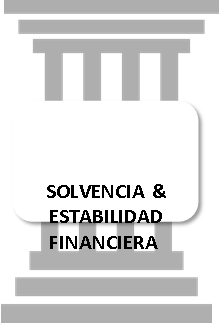 SOLVENCIA &
ESTABILIDAD
FINANCIERA